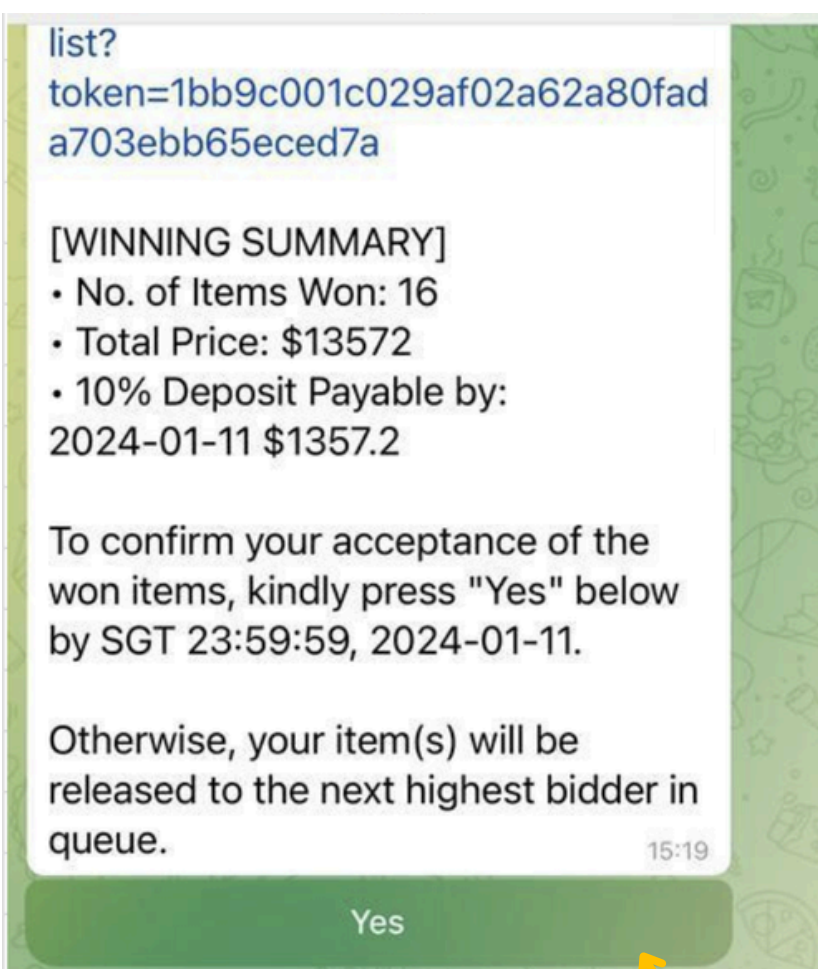 list?
token=1bb9c001c029af02a62a80fad
a703ebb65eced7a
[WINNING SUMMARY]
• No. of Items Won: 16
• Total Price: $13572
• 10% Deposit Payable by:
2024-01-11 $1357.2
To confirm your acceptance of the
won items, kindly press "Yes" below
by SGT 23:59:59, 2024-01-11.
Otherwise, your item(s) will be
released to the next highest bidder in
queue.
15:19
Yes